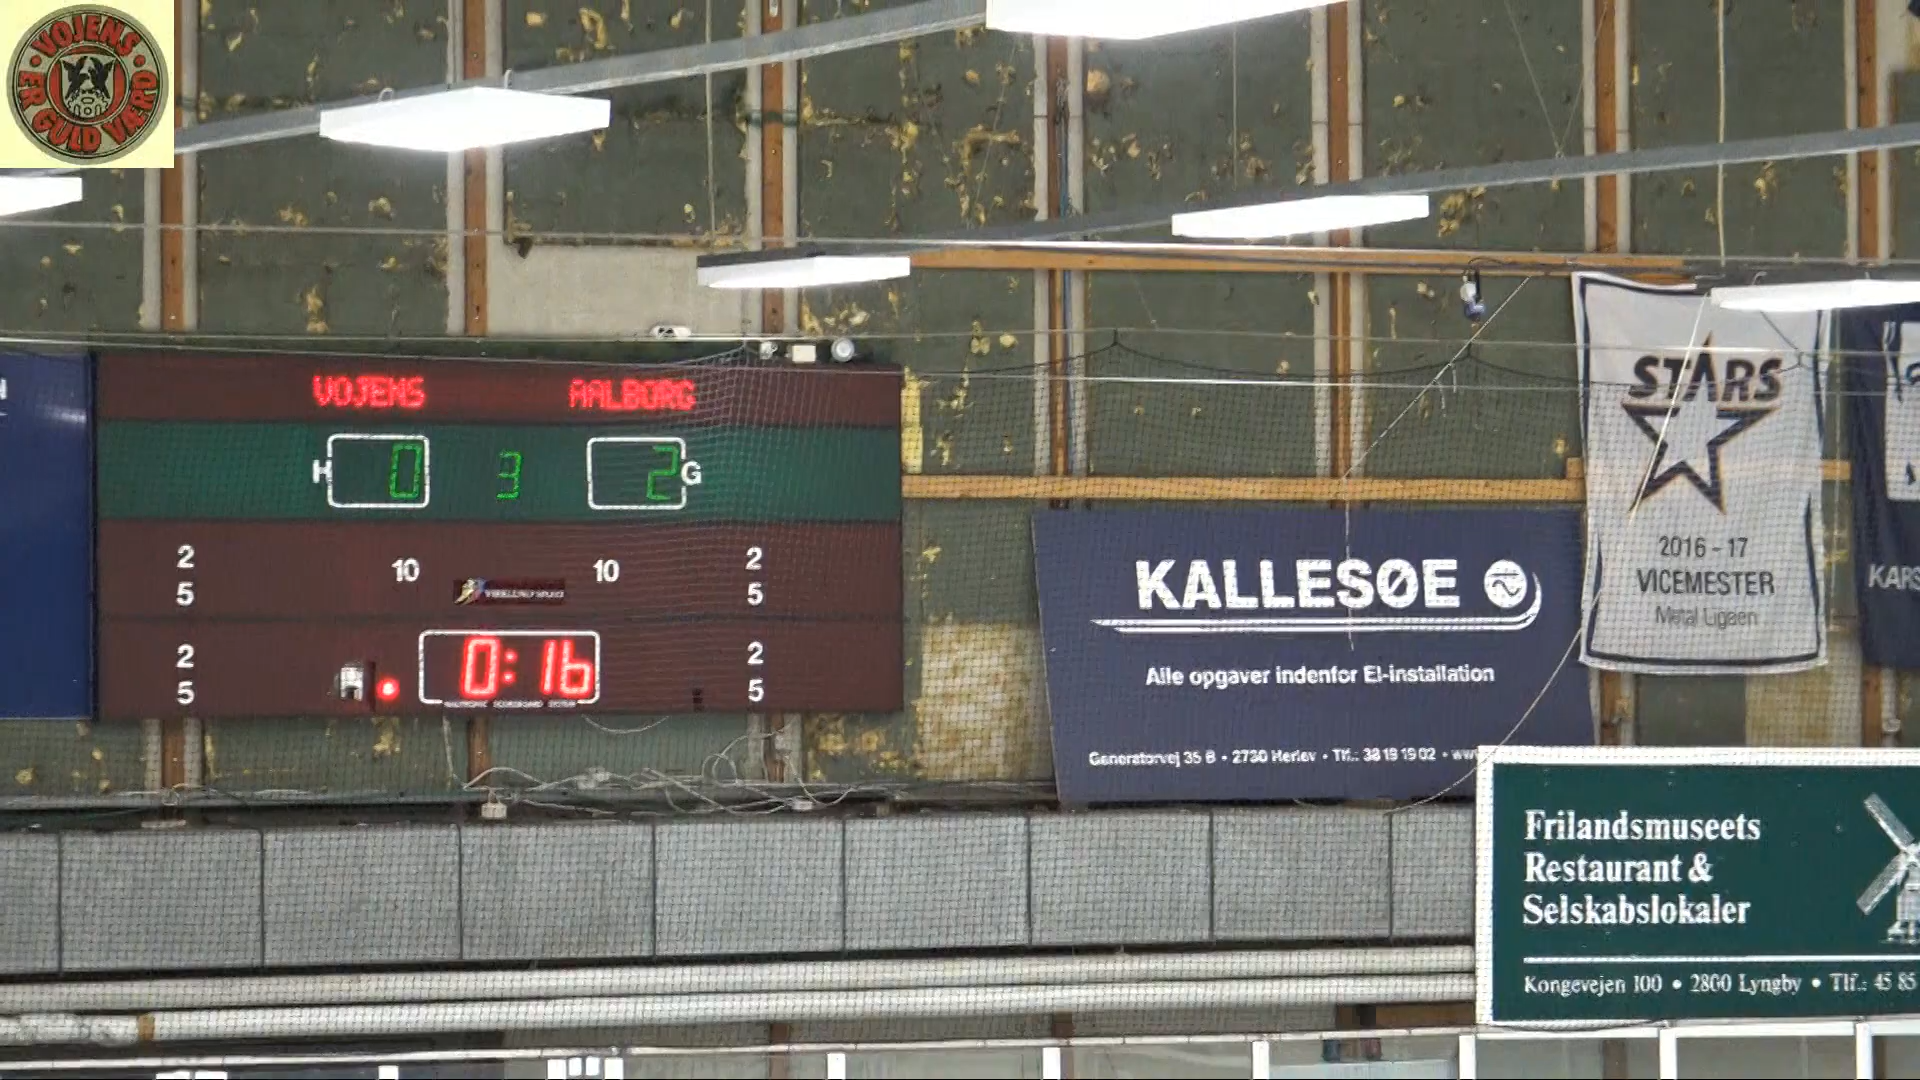 VOJENS
ER GULD VÆRD
VOJENS AALBORG
H 0 3 2 G
2 10 10 2
5 5
2 0:16 2
5 5
KALLESØE
Alle opgaver indenfor El-installation
Generatorvej 35 B • 2730 Herlev • Tlf.: 38 19 19 02 • www
STARS
2016 - 17
VICEMESTER
Metal Ligaen
KARS
Frilandsmuseets
Restaurant &
Selskabslokaler
Kongevejen 100 • 2800 Lyngby • Tlf.: 45 85